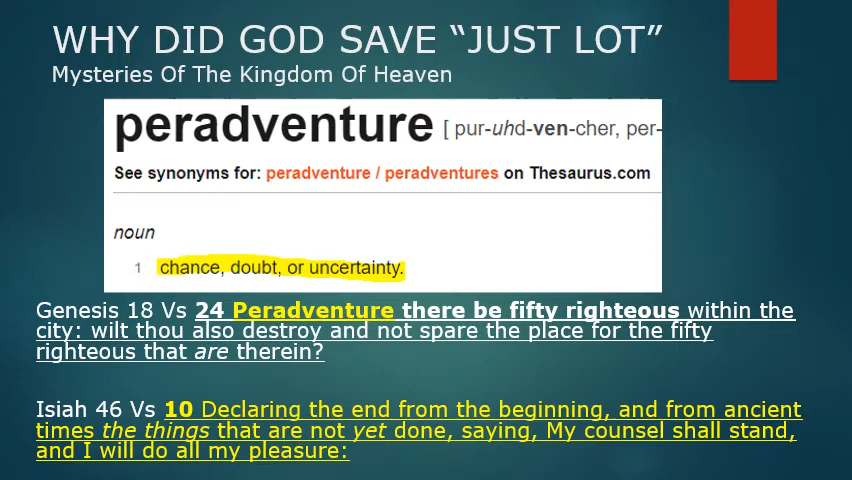 WHY DID GOD SAVE “JUST LOT”
Mysteries Of The Kingdom Of Heaven
peradventure [ pur-uhd-ven-cher, per-
See synonyms for: peradventure / peradventures on Thesaurus.com
noun
1 chance, doubt, or uncertainty.
Genesis 18 Vs 24 Peradventure there be fifty righteous within the
city: wilt thou also destroy and not spare the place for the fifty
righteous that are therein?
Isiah 46 Vs 10 Declaring the end from the beginning, and from ancient
times the things that are not yet done, saying, My counsel shall stand,
and I will do all my pleasure: